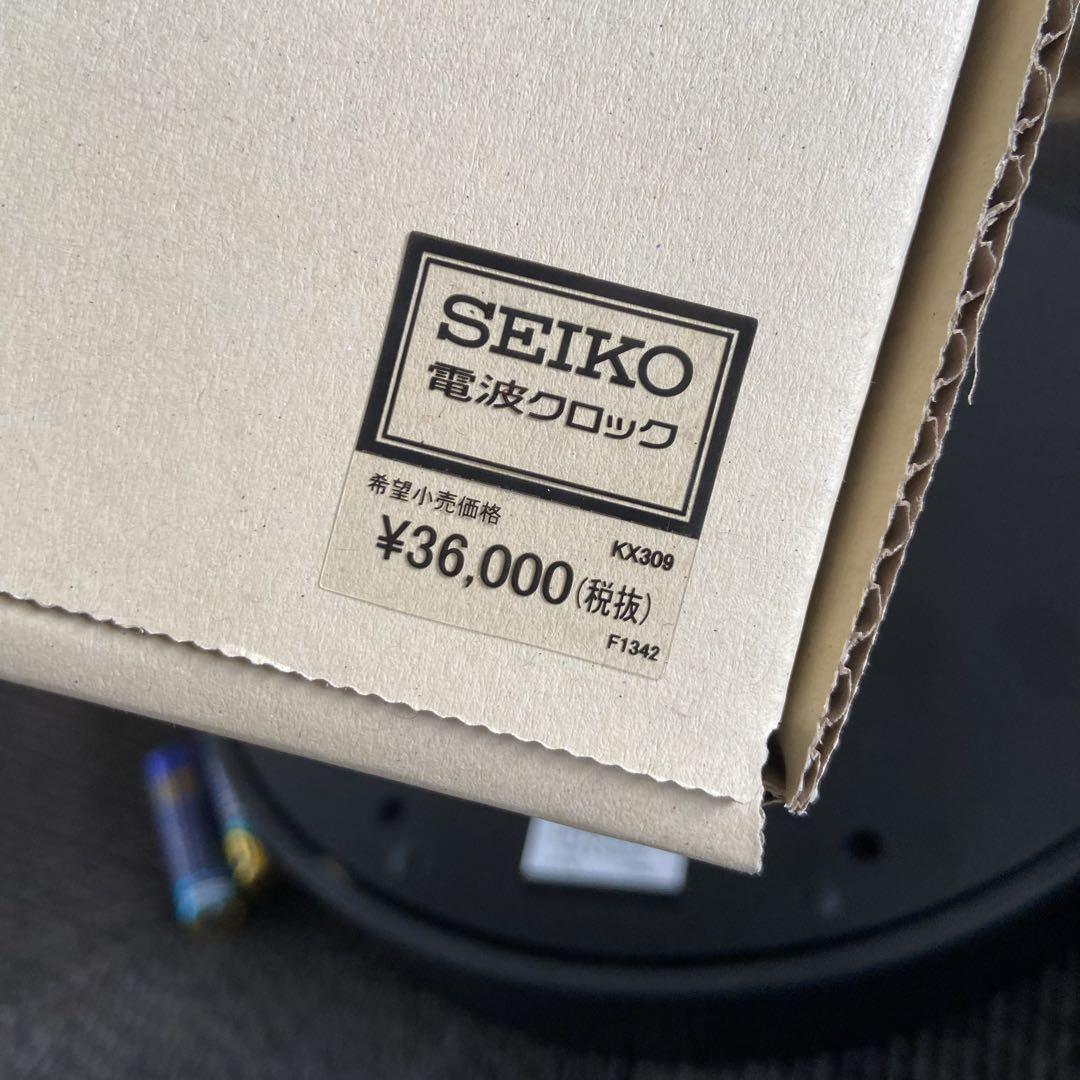 SEIKO
電波クロック
希望小売価格
KX309
¥36,000(税抜)
F1342